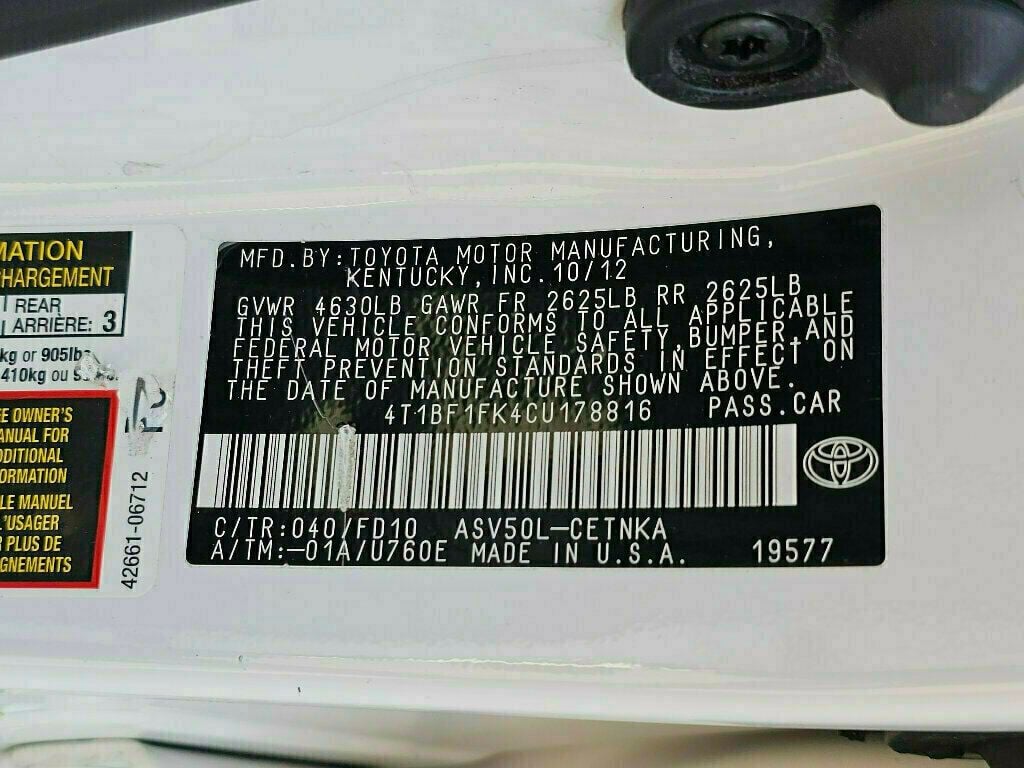 MATION
CHARGEMENT
REAR
ARRIÈRE: 3
kg or 905lbs
410kg ou
EE OWNER'S
ANUAL FOR
DDITIONAL
FORMATION
LE MANUEL
L'USAGER
R PLUS DE
IGNEMENTS
42661-06712
MFD.BY:TOYOTA MOTOR MANUFACTURING,
KENTUCKY,INC.10/12
GVWR 4630LB GAWR FR 2625LB RR 2625LB
THIS VEHICLE CONFORMS TO ALL APPLICABLE
FEDERAL MOTOR VEHICLE SAFETY,BUMPER,AND
THEFT PREVENTION STANDARDS IN EFFECT ON
THE DATE OF MANUFACTURE SHOWN ABOVE.
4T1BF1FK4CU178816 PASS.CAR
C/TR:040/FD10 ASV50L-CETNKA
A/TM:-01A/U760E MADE IN U.S.A. 19577